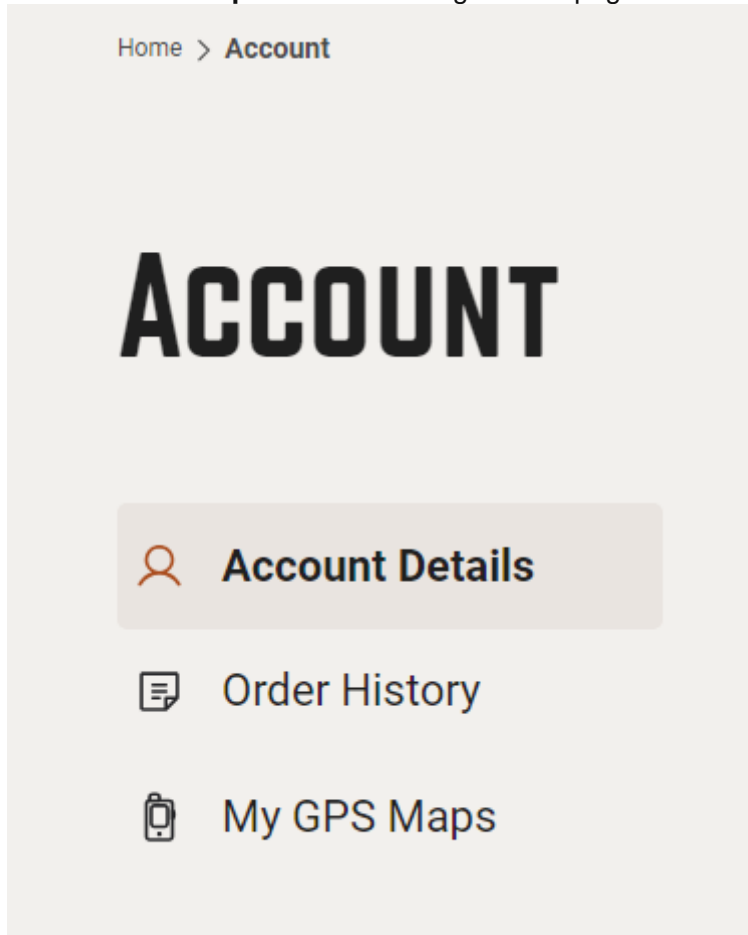 Home > Account
ACCOUNT
Account Details
Order History
My GPS Maps